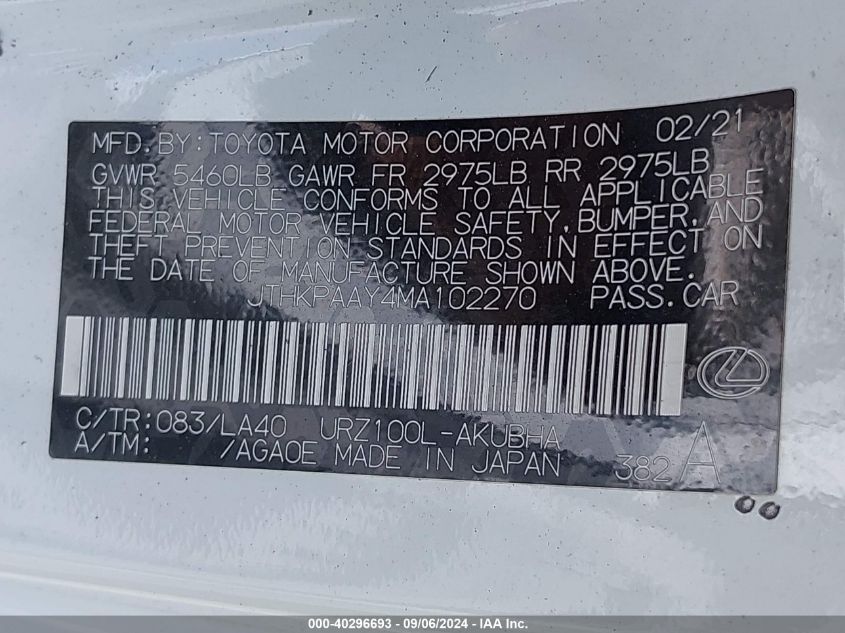 MFD.BY:TOYOTA MOTOR CORPORATION 02/21
GVWR 5460LB GAWR FR 2975LB RR 2975LB
THIS VEHICLE CONFORMS TO ALL APPLICABLE
FEDERAL MOTOR VEHICLE SAFETY,BUMPER,AND
THEFT PREVENTION STANDARDS IN EFFECT ON
THE DATE OF MANUFACTURE SHOWN ABOVE.
JTHKPAAY4MA102270 PASS.CAR
C/TR:083/LA40 URZ100L-AKUBHA
A/TM: /AGA0E MADE IN JAPAN 382 A
000-40296693 - 09/06/2024 - IAA Inc.